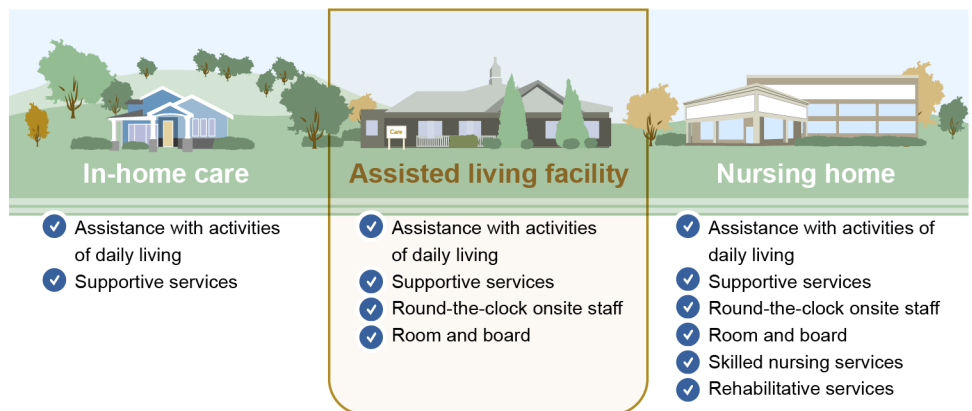 Care
In-home care
Assistance with activities
of daily living
Supportive services
Assisted living facility
Assistance with activities
of daily living
Supportive services
Round-the-clock onsite staff
Room and board
Nursing home
Assistance with activities of
daily living
Supportive services
Round-the-clock onsite staff
Room and board
Skilled nursing services
Rehabilitative services